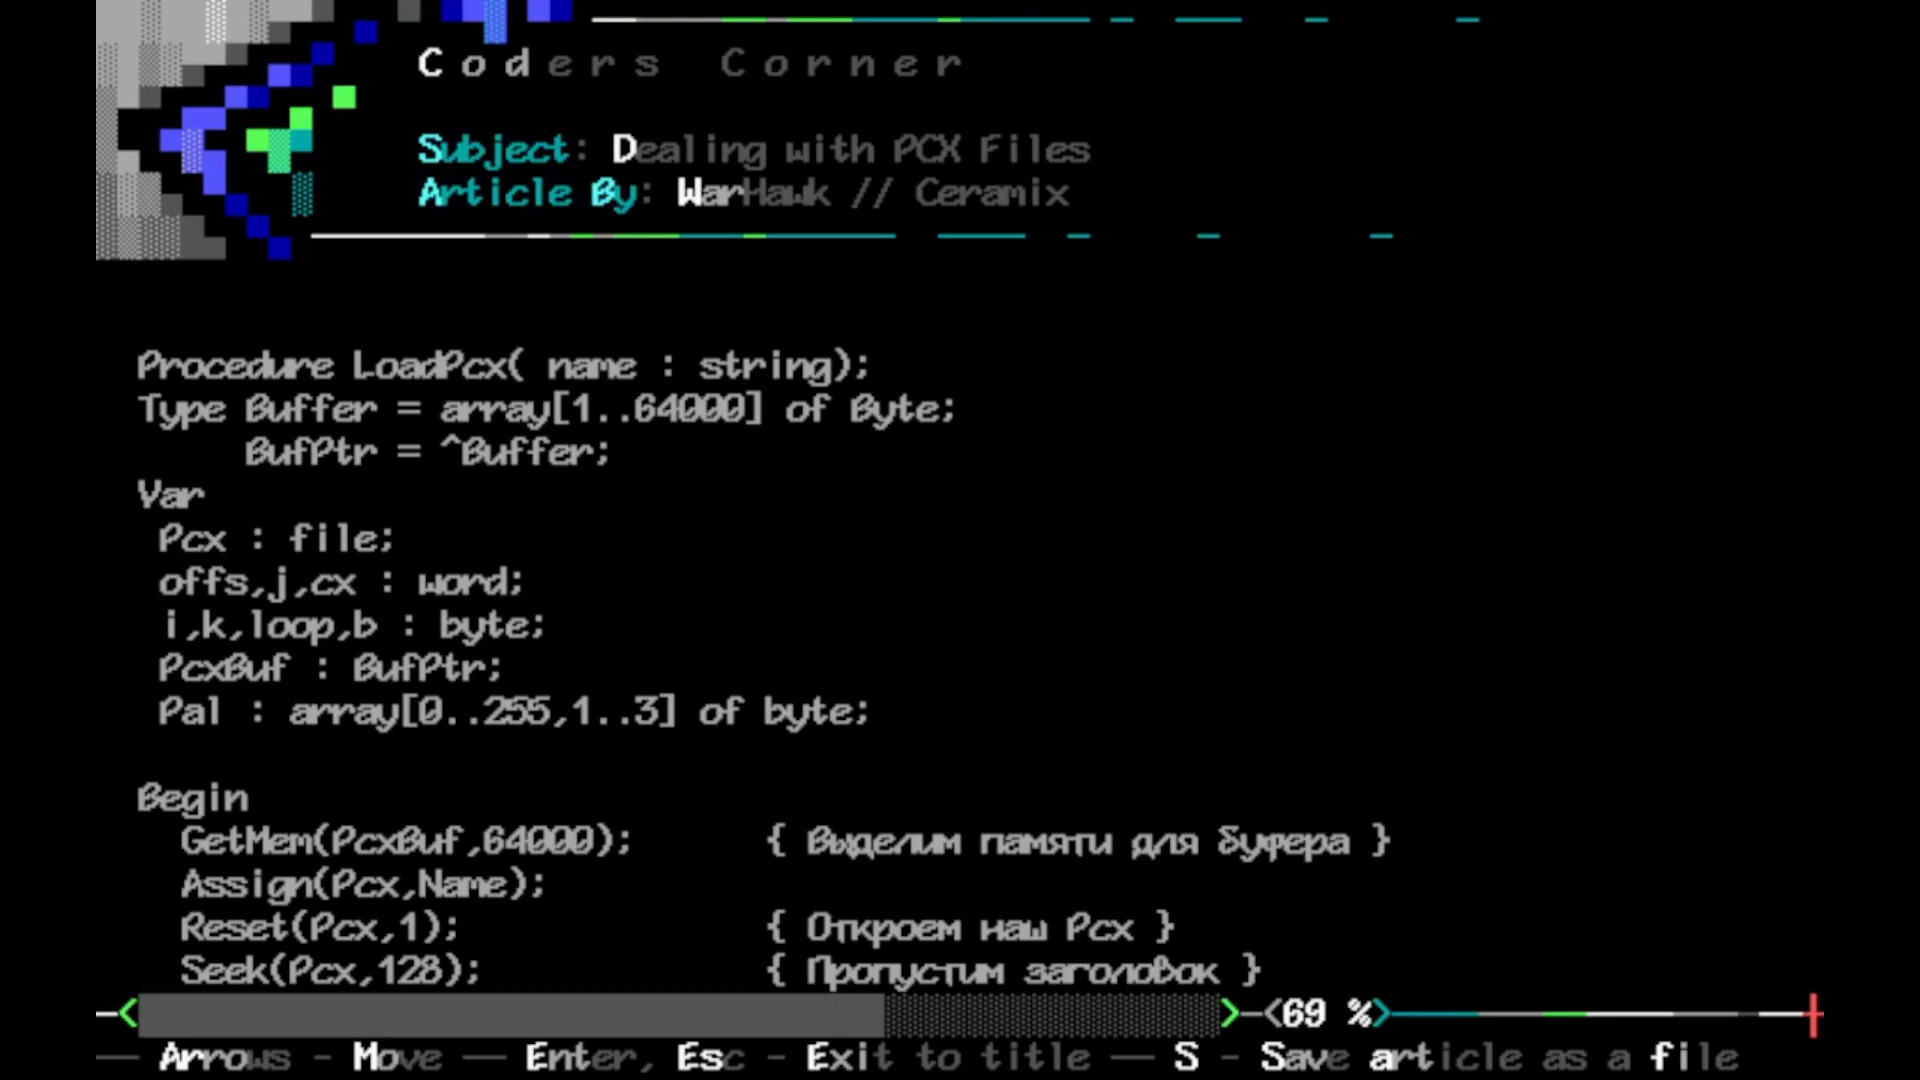 Coders Corner
Subject: Dealing with PCX Files
Article By: WarHawk // Ceramix
Procedure LoadPcx( name : string);
Type Buffer = array[1..64000] of Byte;
BufPtr = ^Buffer;
Var
Pcx : file;
offs,j,cx : word;
i,k,loop,b : byte;
PcxBuf : BufPtr;
Pal : array[0..255,1..3] of byte;
Begin
GetMem(PcxBuf,64000); { Выделим памяти для буфера }
Assign(Pcx,Name);
Reset(Pcx,1); { Откроем наш Pcx }
Seek(Pcx,128); { Пропустим заголовок }
<69 %>
Arrows - Move — Enter, Esc - Exit to title — S - Save article as a file